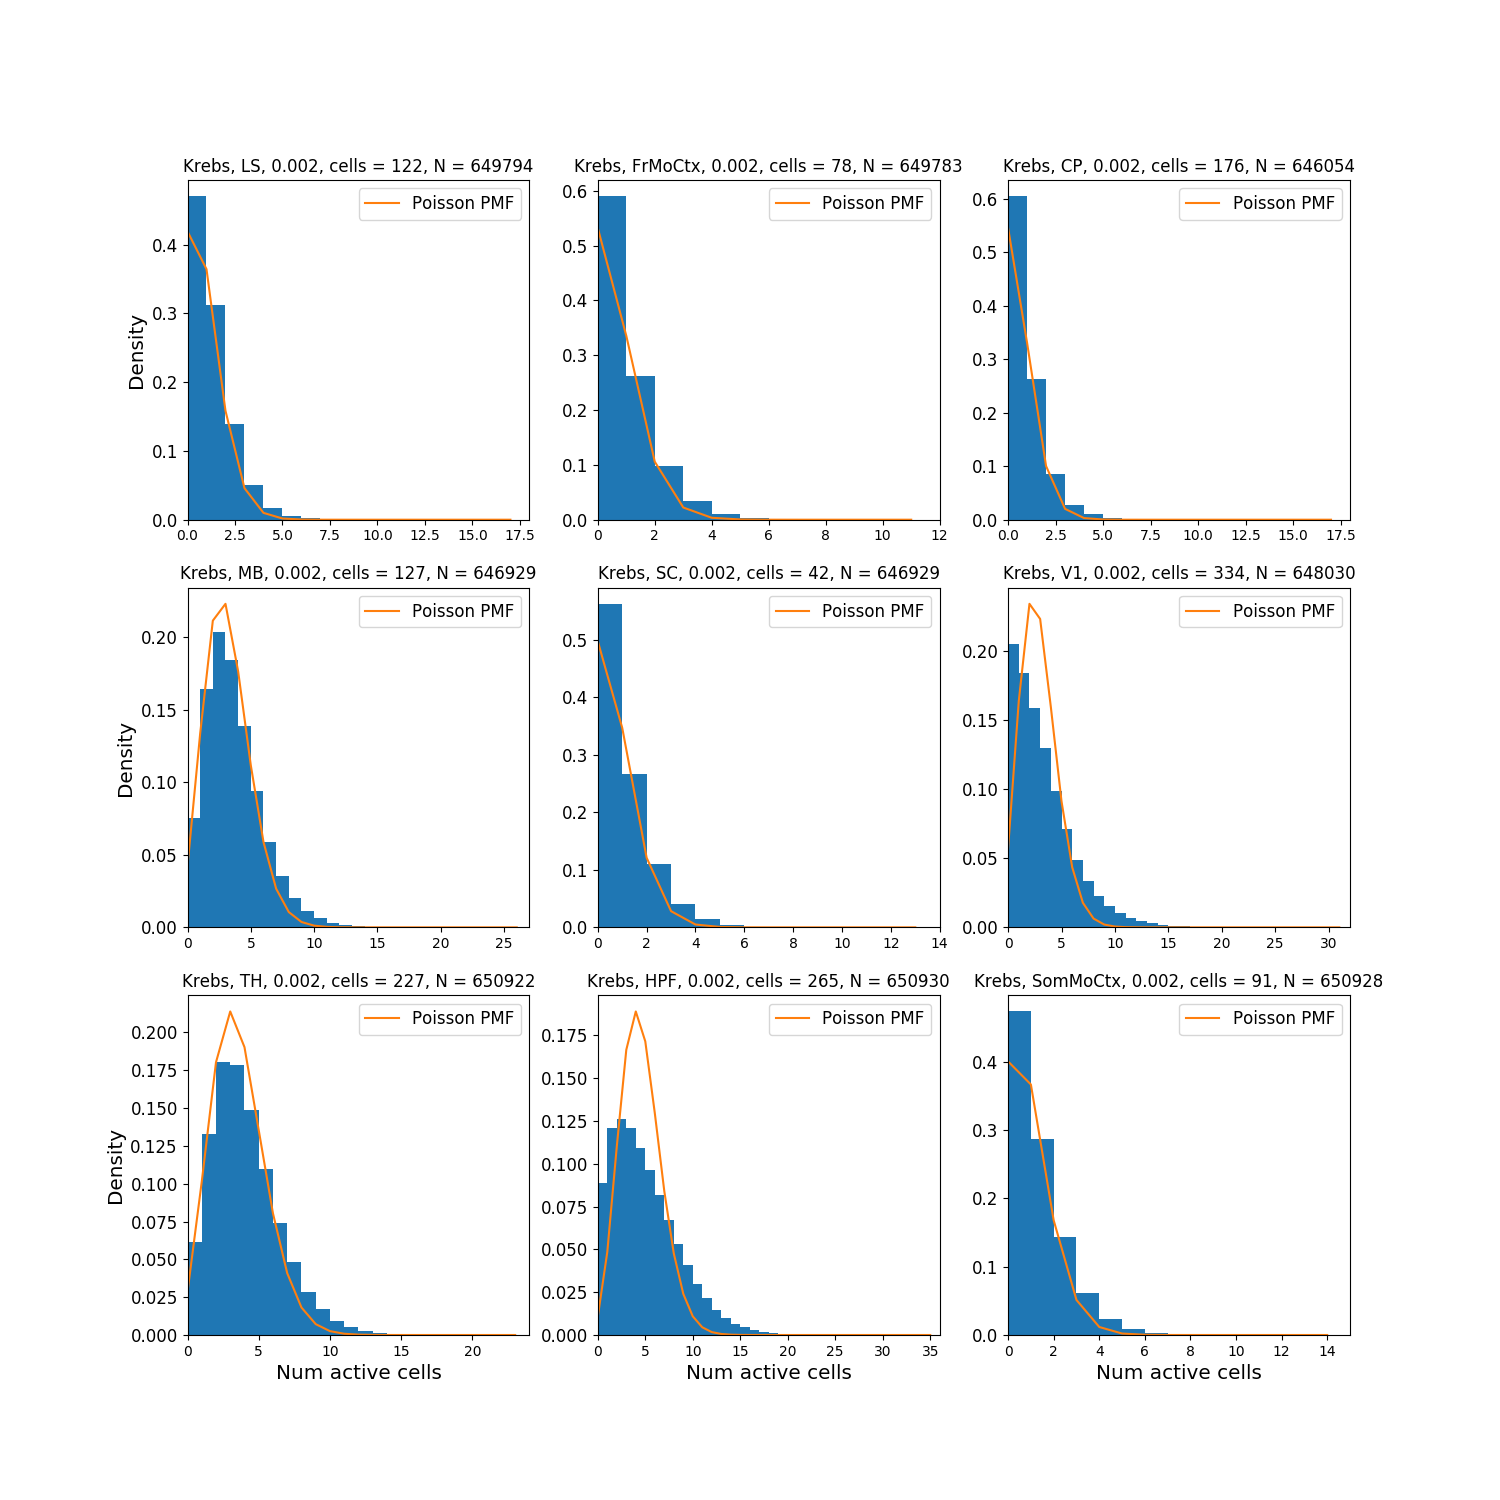 Krebs, LS, 0.002, cells = 122, N = 649794
Krebs, FrMoCtx, 0.002, cells = 78, N = 649783
Krebs, CP, 0.002, cells = 176, N = 646054
Poisson PMF
Poisson PMF
Poisson PMF
Density
0.4
0.3
0.2
0.1
0.0
0.0 2.5 5.0 7.5 10.0 12.5 15.0 17.5
0.6
0.5
0.4
0.3
0.2
0.1
0.0
0 2 4 6 8 10 12
0.6
0.5
0.4
0.3
0.2
0.1
0.0
0.0 2.5 5.0 7.5 10.0 12.5 15.0 17.5
Krebs, MB, 0.002, cells = 127, N = 646929
Krebs, SC, 0.002, cells = 42, N = 646929
Krebs, V1, 0.002, cells = 334, N = 648030
Poisson PMF
Poisson PMF
Poisson PMF
Density
0.20
0.15
0.10
0.05
0.00
0 5 10 15 20 25
0.5
0.4
0.3
0.2
0.1
0.0
0 2 4 6 8 10 12 14
0.20
0.15
0.10
0.05
0.00
0 5 10 15 20 25 30
Krebs, TH, 0.002, cells = 227, N = 650922
Krebs, HPF, 0.002, cells = 265, N = 650930
Krebs, SomMoCtx, 0.002, cells = 91, N = 650928
Poisson PMF
Poisson PMF
Poisson PMF
Density
0.200
0.175
0.150
0.125
0.100
0.075
0.050
0.025
0.000
0 5 10 15 20
Num active cells
0.175
0.150
0.125
0.100
0.075
0.050
0.025
0.000
0 5 10 15 20 25 30 35
Num active cells
0.4
0.3
0.2
0.1
0.0
0 2 4 6 8 10 12 14
Num active cells